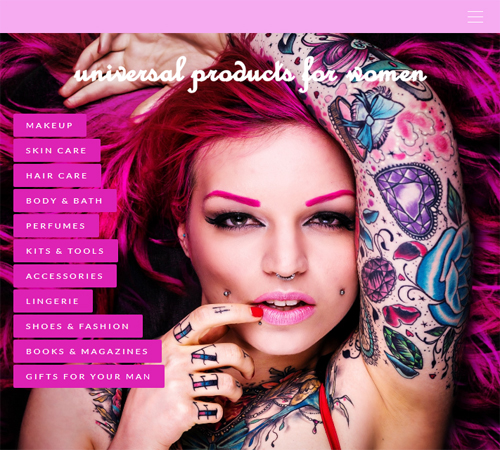 universal products for women
MAKEUP
SKIN CARE
HAIR CARE
BODY & BATH
PERFUMES
KITS & TOOLS
ACCESSORIES
LINGERIE
SHOES & FASHION
BOOKS & MAGAZINES
GIFTS FOR YOUR MAN